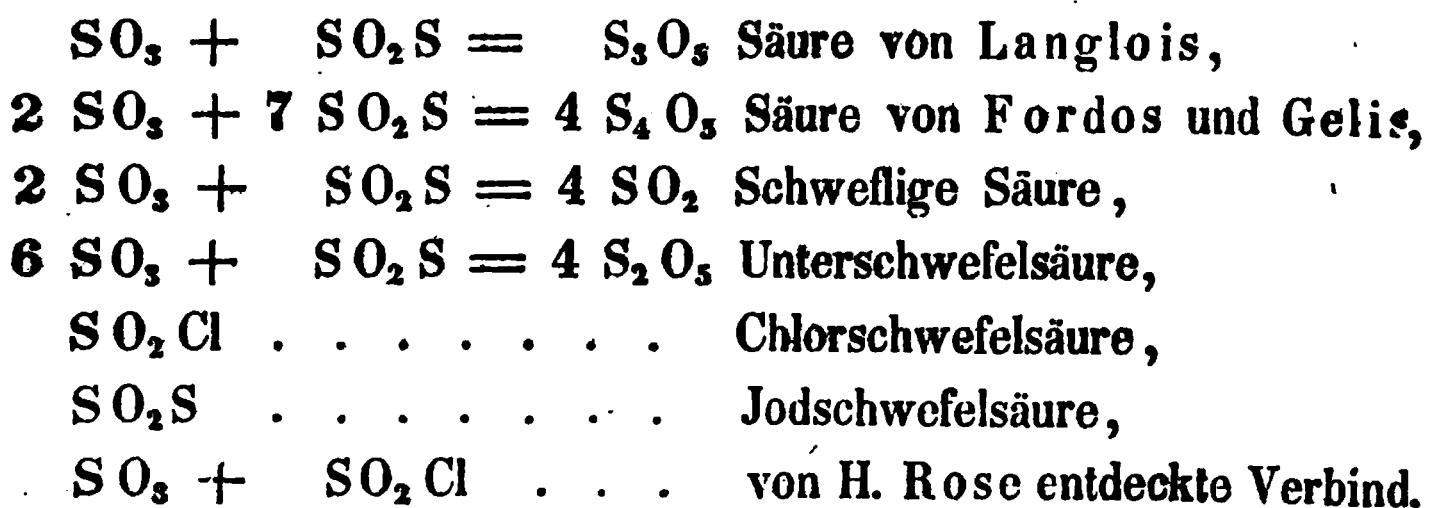 SO₃ + SO₂S = S₃O₅ Säure von Langlois,
2 SO₃ + 7 SO₂S = 4 S₄O₅ Säure von Fordos und Gelis,
2 SO₃ + SO₂S = 4 SO₂ Schweflige Säure,
6 SO₃ + SO₂S = 4 S₂O₅ Unterschwefelsäure,
SO₂Cl . . . . . . . Chlorschwefelsäure,
SO₂S . . . . . . . Jodschwefelsäure,
SO₃ + SO₂Cl . . . von H. Rose entdeckte Verbind.